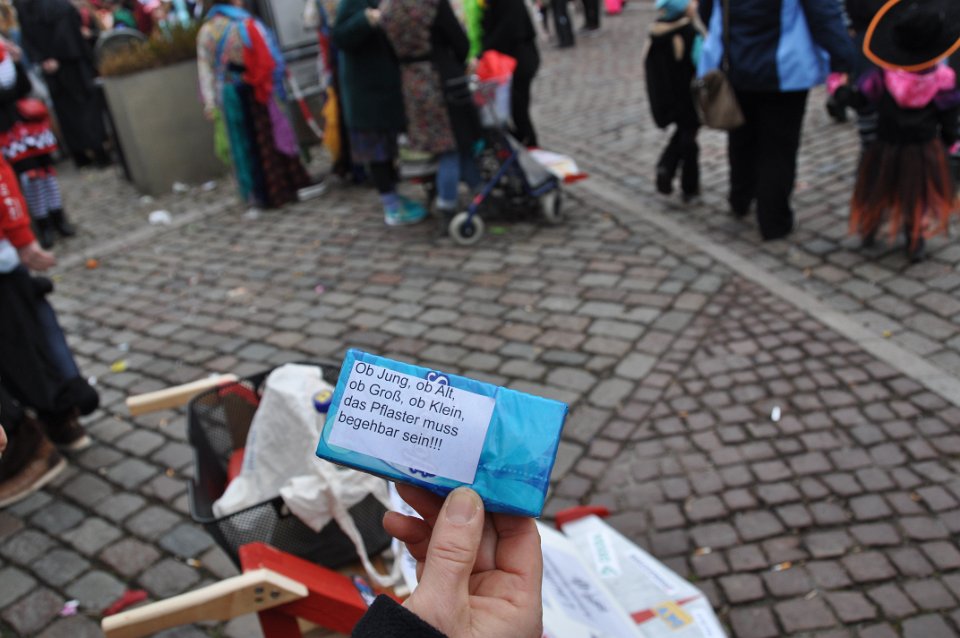 Ob Jung, ob Alt,
ob Groß, ob Klein,
das Pflaster muss
begehbar sein!!!